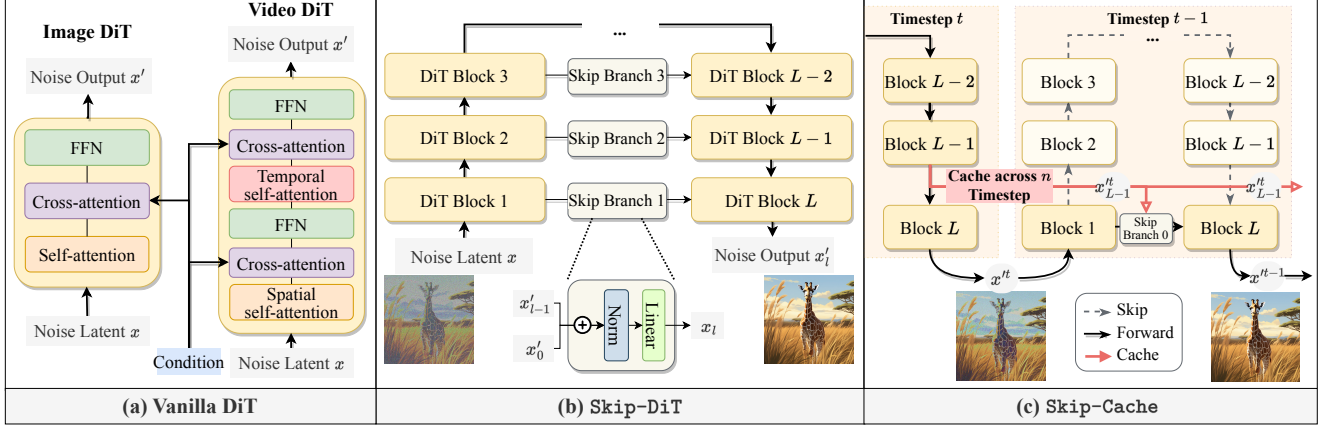 Image DiT
Noise Output x′
FFN
Cross-attention
Self-attention
Noise Latent x
Condition
Video DiT
Noise Output x′
FFN
Cross-attention
Temporal
self-attention
FFN
Cross-attention
Spatial
self-attention
Noise Latent x
(a) Vanilla DiT
...
DiT Block 3
Skip Branch 3
DiT Block L − 2
DiT Block 2
Skip Branch 2
DiT Block L − 1
DiT Block 1
Skip Branch 1
DiT Block L
Noise Latent x
Noise Output x′_l
x′_{l−1}
x′_0
+
Norm
Linear
x_l
(b) Skip-DiT
Timestep t
Block L − 2
Block L − 1
Cache across n
Timestep
Block L
x′^t
Timestep t − 1
...
Block 3
Block L − 2
Block 2
Block L − 1
x′^t_{L−1}
x′^t_{L−1}
Block 1
Skip
Branch 0
Block L
x′^{t−1}
Skip
Forward
Cache
(c) Skip-Cache